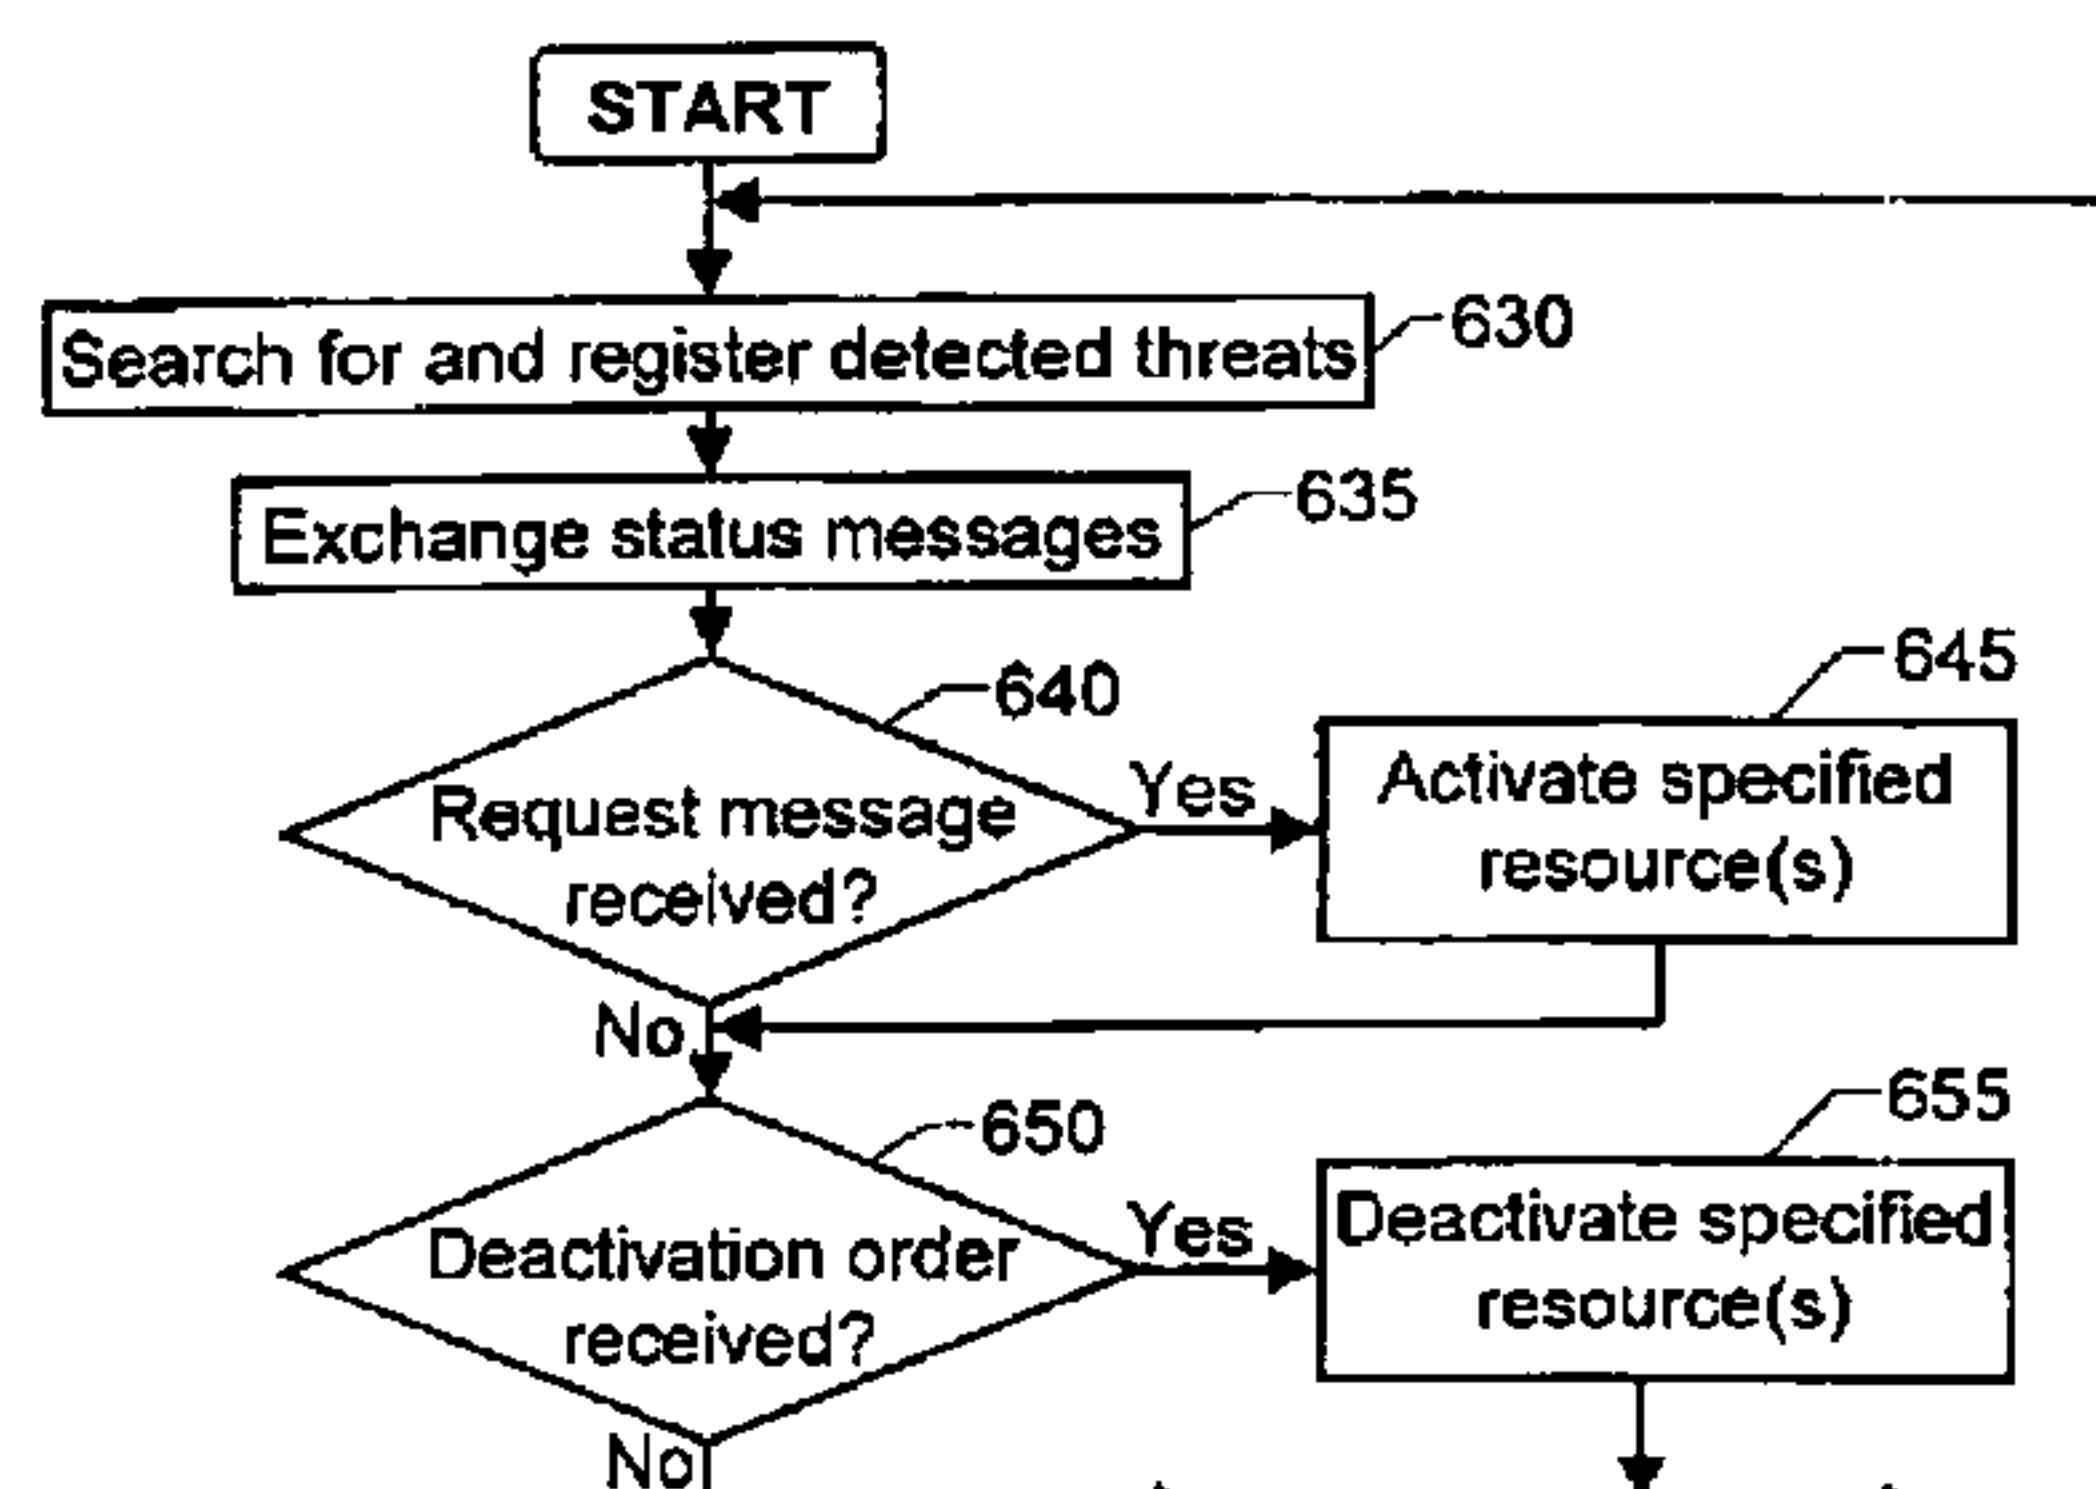 START
Search for and register detected threats
630
Exchange status messages
635
640
645
Request message
received?
Yes
Activate specified
resource(s)
No
650
655
Deactivation order
received?
Yes
Deactivate specified
resource(s)
No